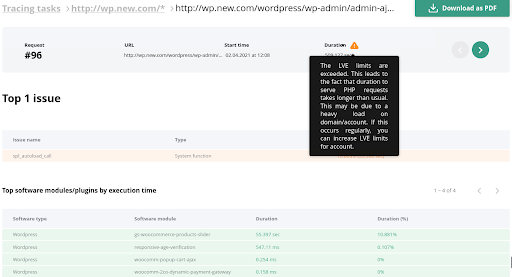 Tracing tasks > http://wp.new.com/* > http://wp.new.com/wordpress/wp-admin/admin-aj...
Download as PDF
Request
#96
URL
http://wp.new.com/wordpress/wp-admin/...
Start time
02.04.2021 at 12:08
Duration
The LVE limits are
exceeded. This leads to
the fact that duration to
serve PHP requests
takes longer than usual.
This may be due to a
heavy load on
domain/account. If this
occurs regularly, you
can increase LVE limits
for account.
Top 1 issue
Issue name Type
spl_autoload_call System function
Top software modules/plugins by execution time
1 - 4 of 4
Software type Software module Duration Duration (%)
Wordpress gs-woocommerce-products-slider 10.881%
Wordpress responsive-age-verification 547.11 ms 0.107%
Wordpress woocomm-popup-cart-ajax 0.204 ms 0%
Wordpress woocomm-2co-dynamic-payment-gateway 0.158 ms 0%